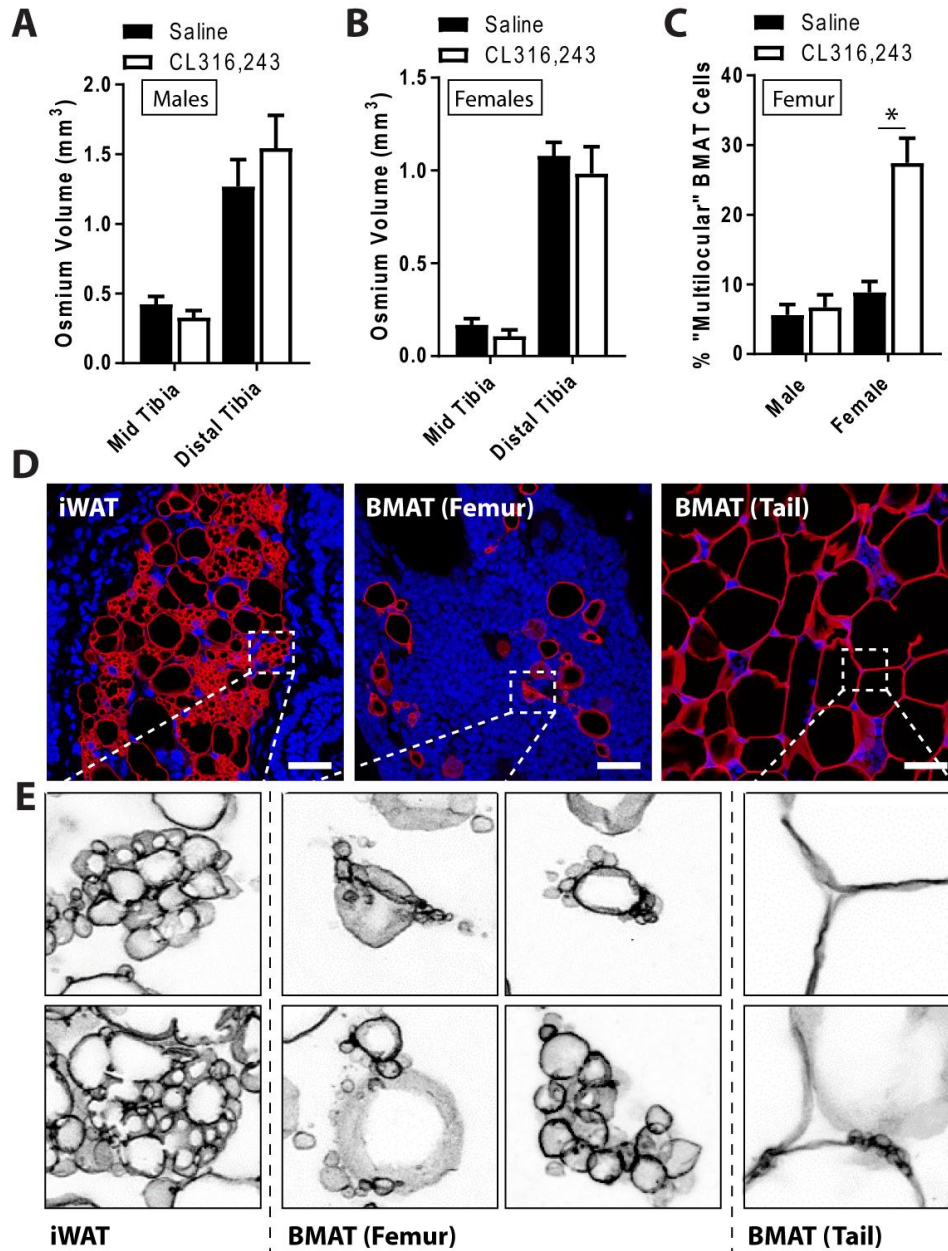 A
Saline
CL316,243
Males
Osmium Volume (mm³)
2.0
1.5
1.0
0.5
0.0
Mid Tibia
Distal Tibia
B
Saline
CL316,243
Females
Osmium Volume (mm³)
1.5
1.0
0.5
0.0
Mid Tibia
Distal Tibia
C
Saline
CL316,243
Femur
% "Multilocular" BMAT Cells
40
30
20
10
0
*
Male
Female
D
iWAT
BMAT (Femur)
BMAT (Tail)
E
iWAT
BMAT (Femur)
BMAT (Tail)